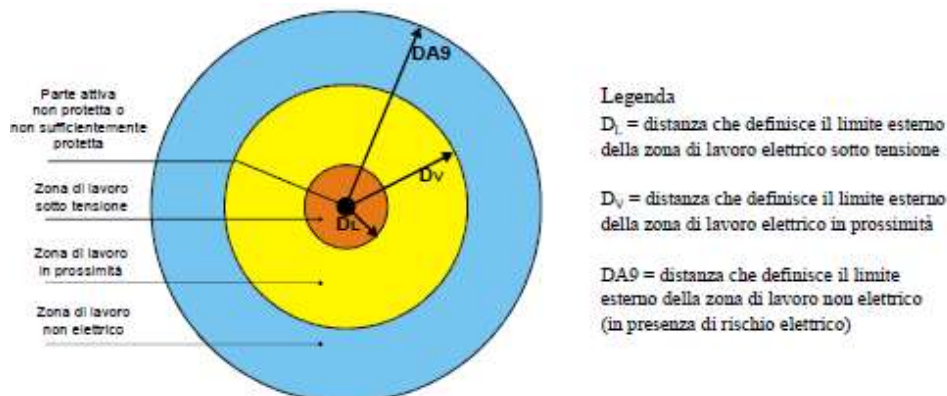 Parte attiva
non protetta o
non sufficientemente
protetta
Zona di lavoro
sotto tensione
Zona di lavoro
in prossimità
Zona di lavoro
non elettrico
DA9
DV
DL
Legenda
DL = distanza che definisce il limite esterno
della zona di lavoro elettrico sotto tensione
DV = distanza che definisce il limite esterno
della zona di lavoro elettrico in prossimità
DA9 = distanza che definisce il limite
esterno della zona di lavoro non elettrico
(in presenza di rischio elettrico)